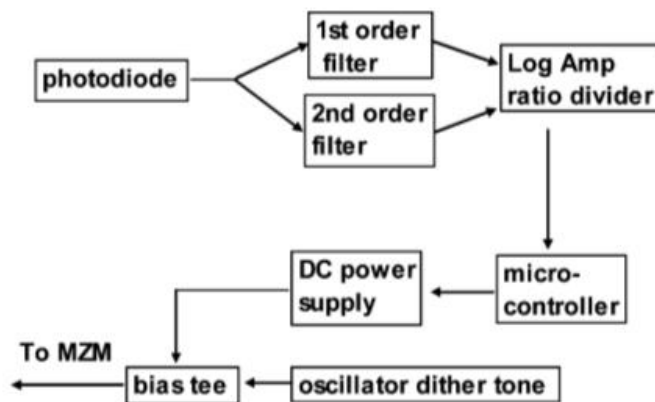 1st order
filter
photodiode
Log Amp
ratio divider
2nd order
filter
DC power
supply
micro-
controller
To MZM
bias tee
oscillator dither tone